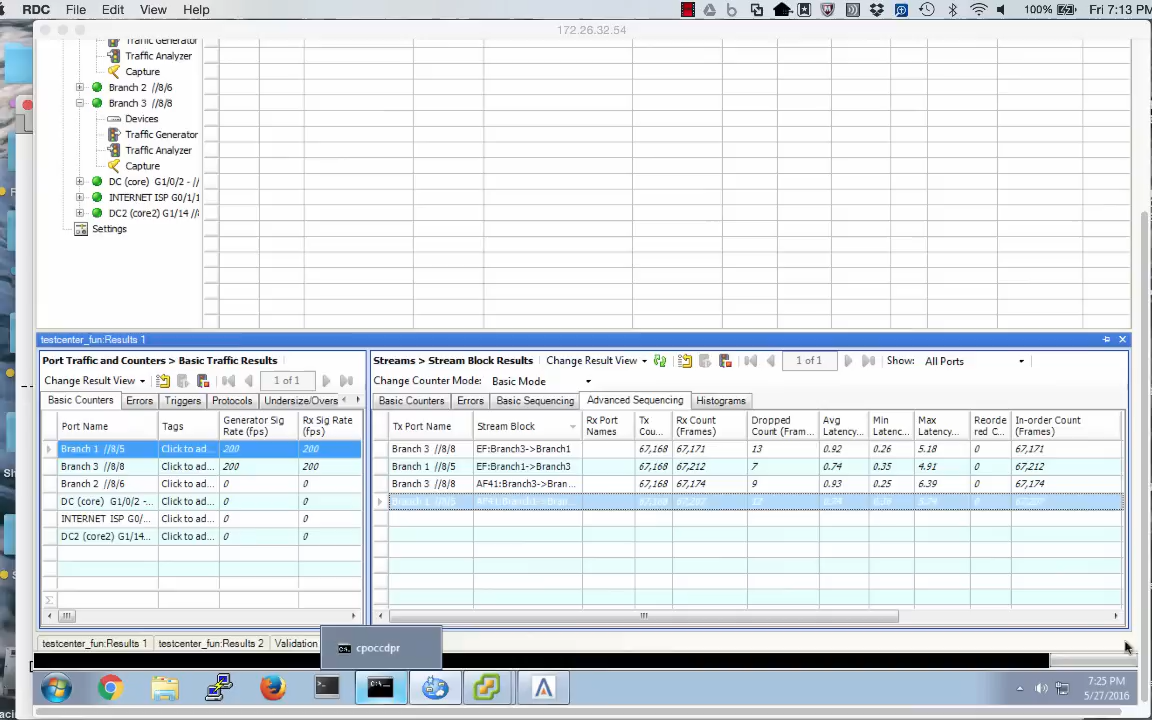 RDC File Edit View Help 100% Fri 7:13 PM
172.26.32.54
Traffic Generator
Traffic Analyzer
Capture
Branch 2 //8/6
Branch 3 //8/8
Devices
Traffic Generator
Traffic Analyzer
Capture
DC (core) G1/0/2 - //
INTERNET ISP G0/1/1
DC2 (core2) G1/14 //
Settings
testcenter_fun:Results 1
Port Traffic and Counters > Basic Traffic Results
Change Result View 1 of 1
Basic Counters Errors Triggers Protocols Undersize/Overs
Port Name Tags Generator Sig Rate (fps) Rx Sig Rate (fps)
Branch 1 //8/5 Click to ad... 200 200
Branch 3 //8/8 Click to ad... 200 200
Branch 2 //8/6 Click to ad... 0 0
DC (core) G1/0/2 -... Click to ad... 0 0
INTERNET ISP G0/... Click to ad... 0 0
DC2 (core2) G1/14... Click to ad... 0 0
Streams > Stream Block Results Change Result View 1 of 1 Show: All Ports
Change Counter Mode: Basic Mode
Basic Counters Errors Basic Sequencing Advanced Sequencing Histograms
Tx Port Name Stream Block Rx Port Names Tx Cou... Rx Count (Frames) Dropped Count (Fram... Avg Latency... Min Latenc... Max Latency... Reorde red C... In-order Count (Frames)
Branch 3 //8/8 EF:Branch3->Branch1 67,168 67,171 13 0.92 0.26 5.18 0 67,171
Branch 1 //8/5 EF:Branch1->Branch3 67,168 67,212 7 0.74 0.35 4.91 0 67,212
Branch 3 //8/8 AF41:Branch3->Bran... 67,168 67,174 9 0.93 0.25 6.39 0 67,174
Branch 1 //8/5 AF41:Branch1->Bran... 67,168
testcenter_fun:Results 1 testcenter_fun:Results 2 Validation
cpoccdpr
7:25 PM
5/27/2016